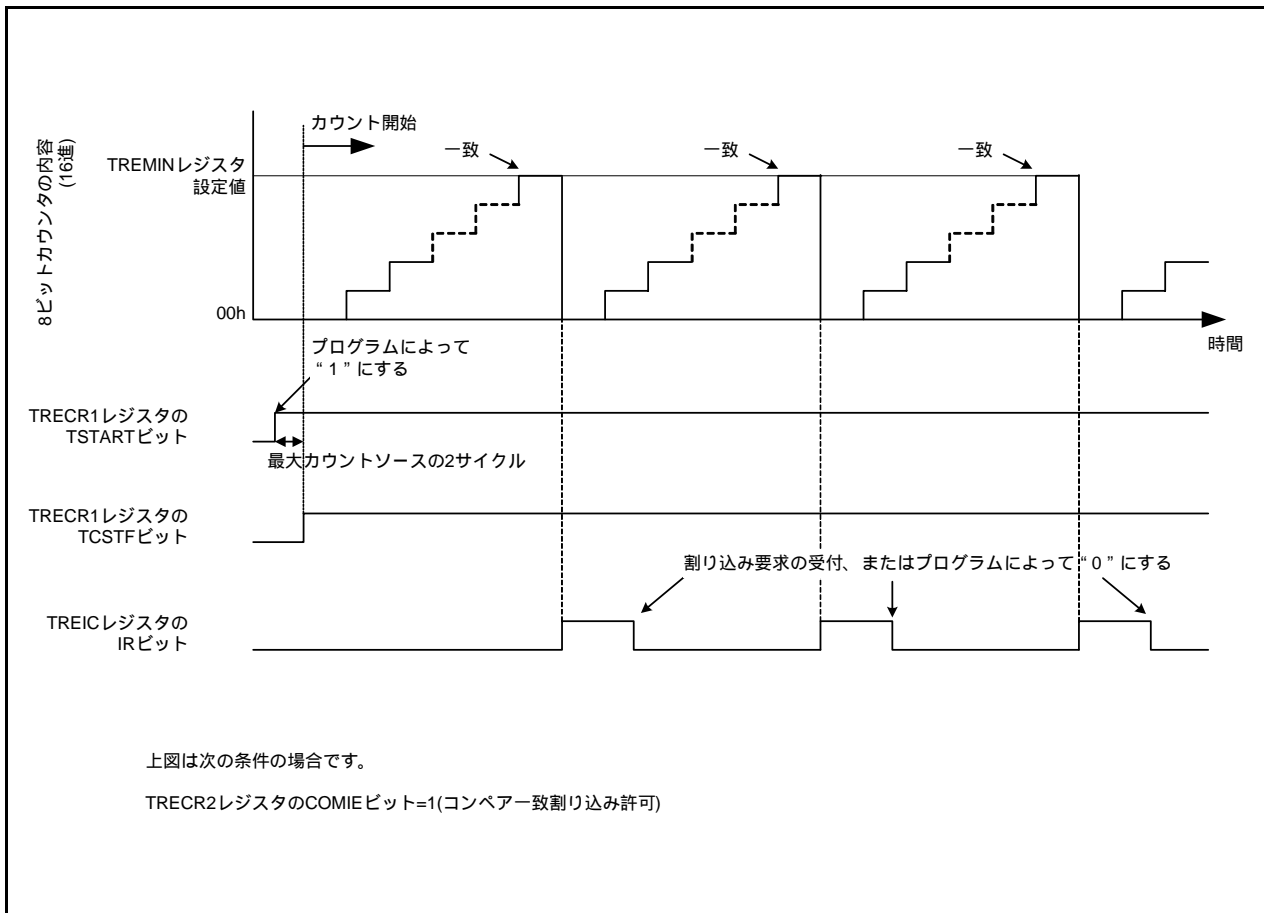 カウント開始
8ビットカウンタの内容
(16進)
TREMINレジスタ
設定値
一致
一致
一致
00h
時間
プログラムによって
“1”にする
TRECR1レジスタの
TSTARTビット
最大カウントソースの2サイクル
TRECR1レジスタの
TCSTFビット
割り込み要求の受付、またはプログラムによって“0”にする
TREICレジスタの
IRビット
上図は次の条件の場合です。
TRECR2レジスタのCOMIEビット=1(コンペア一致割り込み許可)